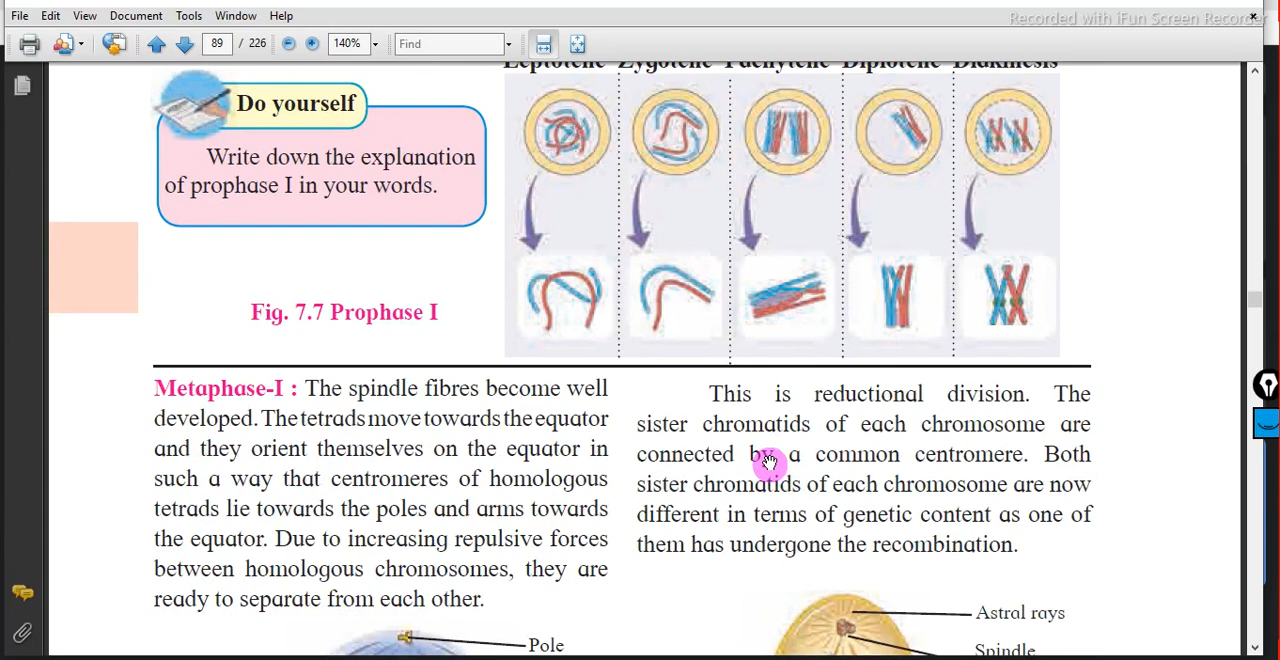 File Edit View Document Tools Window Help
Recorded with iFun Screen Recorder
89 / 226 140% Find
Leptotene Zygotene Pachytene Diplotene Diakinesis
Do yourself
Write down the explanation
of prophase I in your words.
Fig. 7.7 Prophase I
Metaphase-I : The spindle fibres become well
developed. The tetrads move towards the equator
and they orient themselves on the equator in
such a way that centromeres of homologous
tetrads lie towards the poles and arms towards
the equator. Due to increasing repulsive forces
between homologous chromosomes, they are
ready to separate from each other.
Pole
This is reductional division. The
sister chromatids of each chromosome are
connected by a common centromere. Both
sister chromatids of each chromosome are now
different in terms of genetic content as one of
them has undergone the recombination.
Astral rays
Spindle